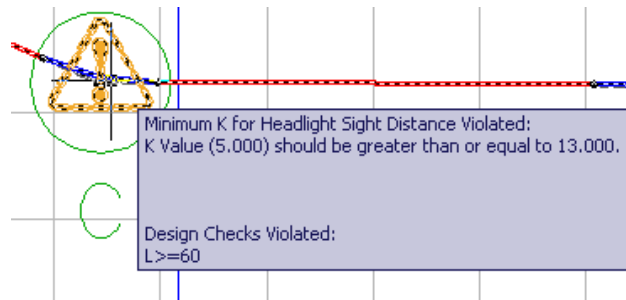 Minimum K for Headlight Sight Distance Violated:
K Value (5.000) should be greater than or equal to 13.000.
Design Checks Violated:
L>=60
C